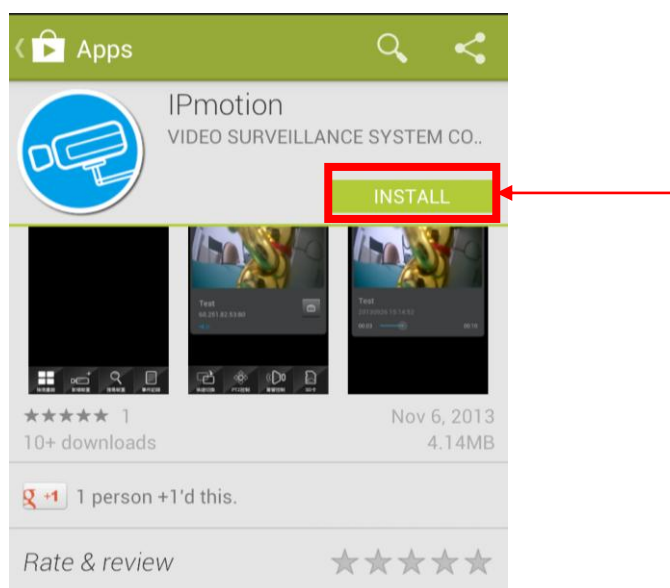 Apps
IPmotion
VIDEO SURVEILLANCE SYSTEM CO..
INSTALL
Test
Test
1
Nov 6, 2013
10+ downloads
4.14MB
g +1
1 person +1'd this.
Rate & review